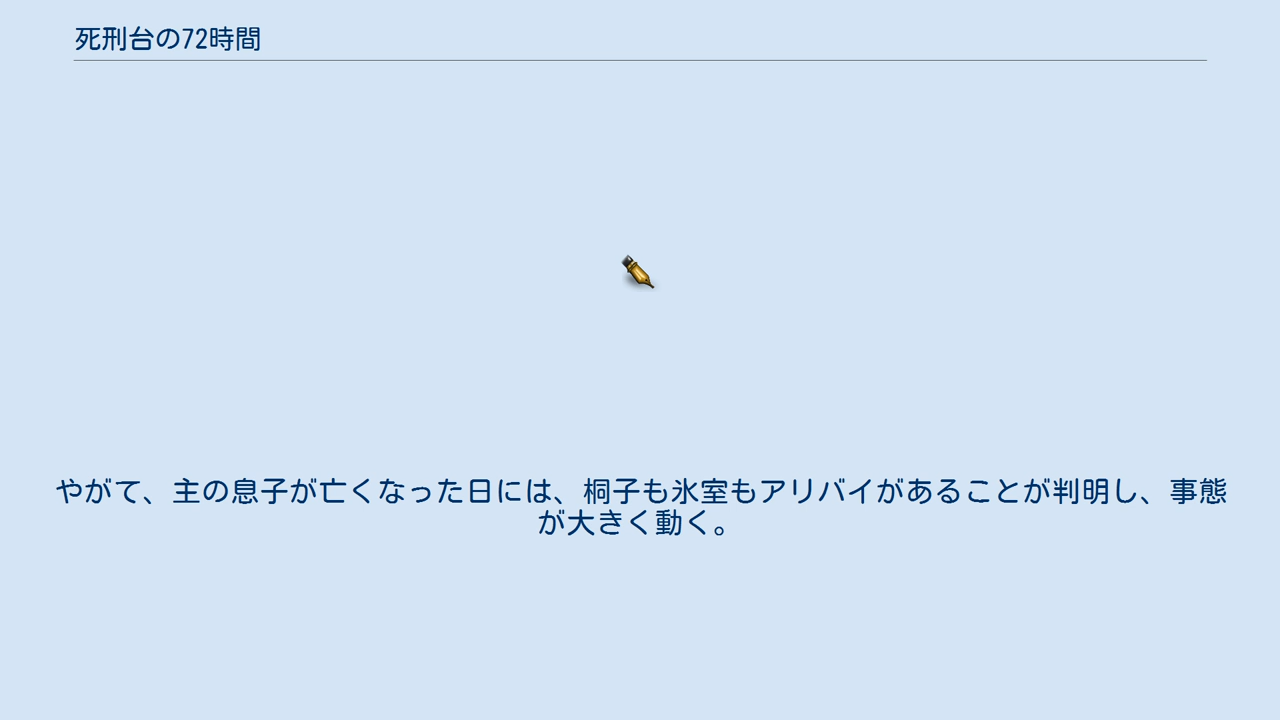 死刑台の72時間
やがて、主の息子が亡くなった日には、桐子も氷室もアリバイがあることが判明し、事態
が大きく動く。